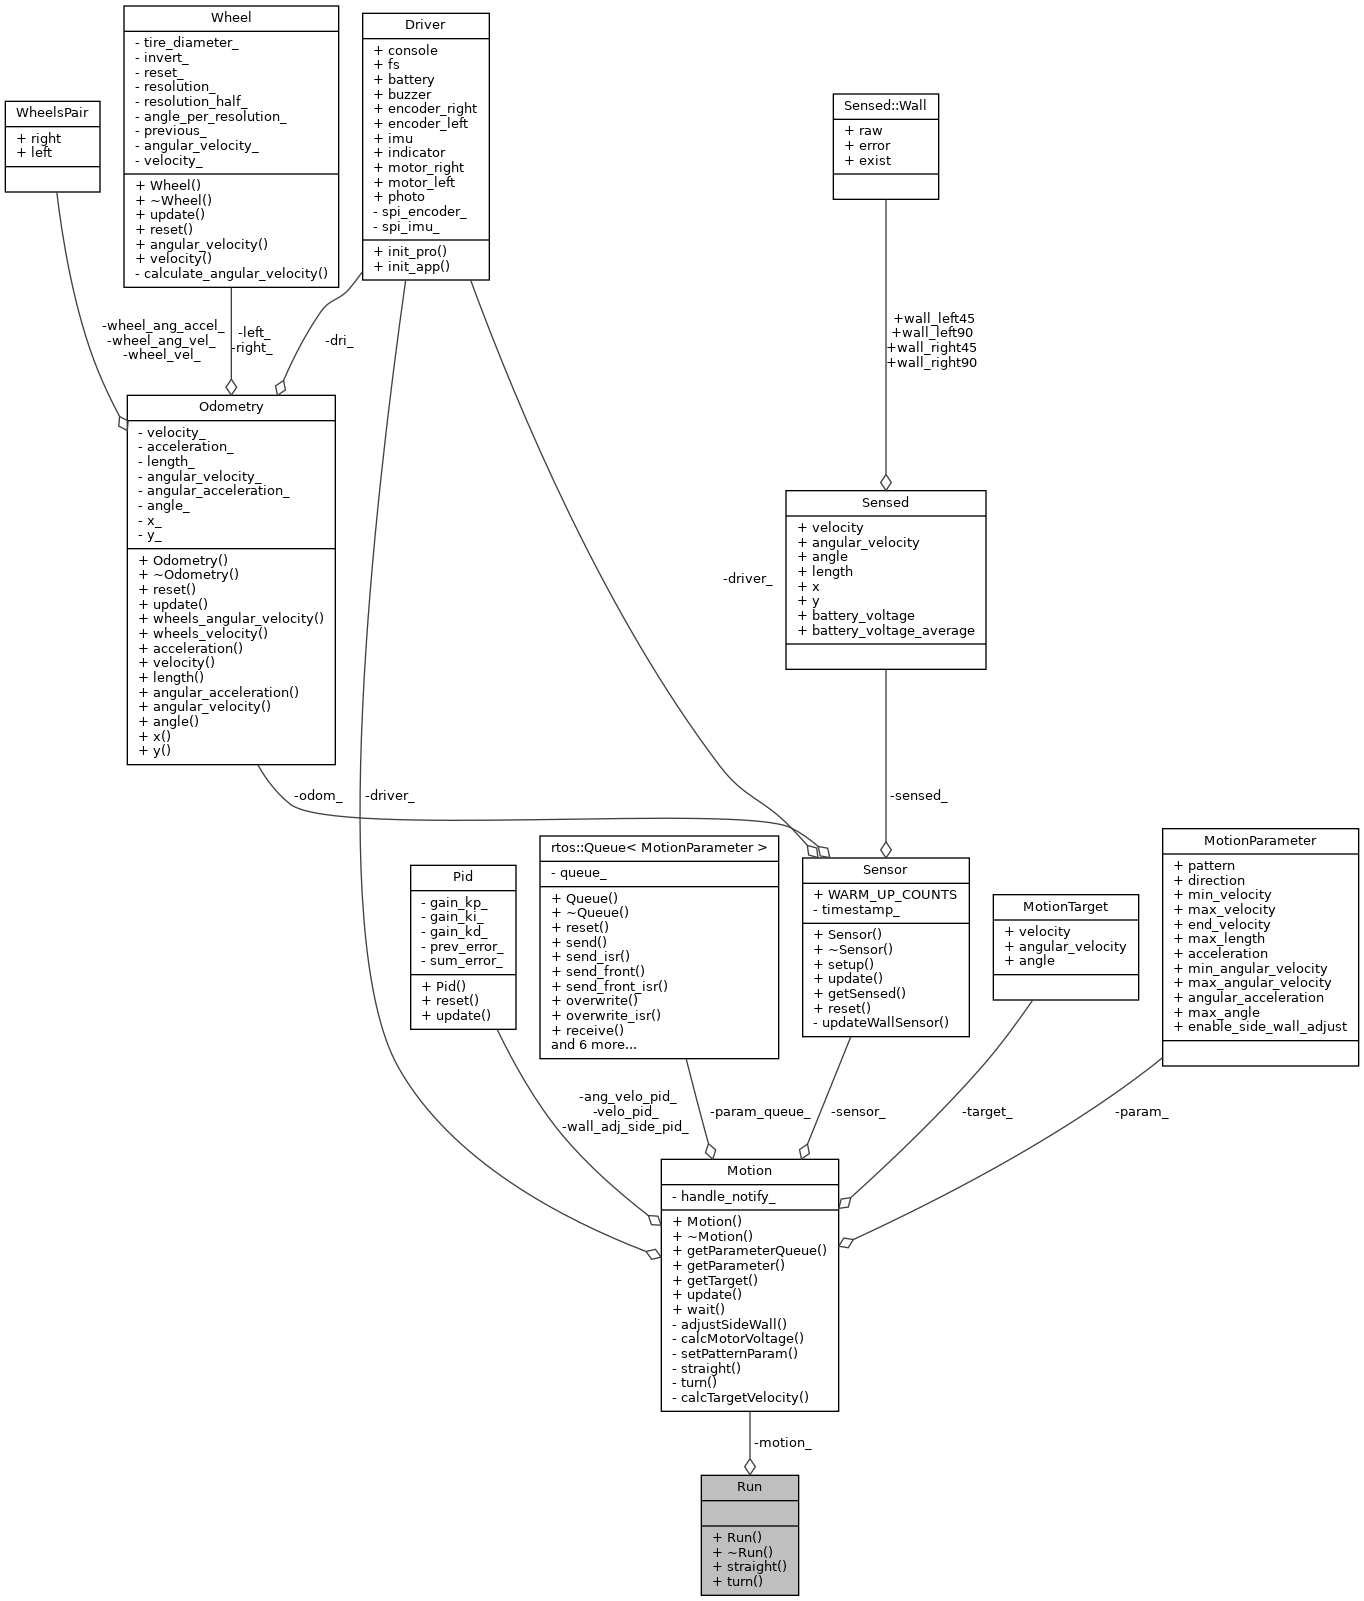 Wheel
- tire_diameter_
- invert_
- reset_
- resolution_
- resolution_half_
- angle_per_resolution_
- previous_
- angular_velocity_
- velocity_
+ Wheel()
+ ~Wheel()
+ update()
+ reset()
+ angular_velocity()
+ velocity()
- calculate_angular_velocity()
Driver
+ console
+ fs
+ battery
+ buzzer
+ encoder_right
+ encoder_left
+ imu
+ indicator
+ motor_right
+ motor_left
+ photo
- spi_encoder_
- spi_imu_
+ init_pro()
+ init_app()
WheelsPair
+ right
+ left
Sensed::Wall
+ raw
+ error
+ exist
-wheel_ang_accel_
-wheel_ang_vel_
-wheel_vel_
-left_
-right_
-dri_
+wall_left45
+wall_left90
+wall_right45
+wall_right90
Odometry
- velocity_
- acceleration_
- length_
- angular_velocity_
- angular_acceleration_
- angle_
- x_
- y_
+ Odometry()
+ ~Odometry()
+ reset()
+ update()
+ wheels_angular_velocity()
+ wheels_velocity()
+ acceleration()
+ velocity()
+ length()
+ angular_acceleration()
+ angular_velocity()
+ angle()
+ x()
+ y()
-driver_
Sensed
+ velocity
+ angular_velocity
+ angle
+ length
+ x
+ y
+ battery_voltage
+ battery_voltage_average
-odom_
-driver_
-sensed_
Pid
- gain_kp_
- gain_ki_
- gain_kd_
- prev_error_
- sum_error_
+ Pid()
+ reset()
+ update()
rtos::Queue< MotionParameter >
- queue_
+ Queue()
+ ~Queue()
+ reset()
+ send()
+ send_isr()
+ send_front()
+ send_front_isr()
+ overwrite()
+ overwrite_isr()
+ receive()
and 6 more...
Sensor
+ WARM_UP_COUNTS
- timestamp_
+ Sensor()
+ ~Sensor()
+ setup()
+ update()
+ getSensed()
+ reset()
- updateWallSensor()
MotionTarget
+ velocity
+ angular_velocity
+ angle
MotionParameter
+ pattern
+ direction
+ min_velocity
+ max_velocity
+ end_velocity
+ max_length
+ acceleration
+ min_angular_velocity
+ max_angular_velocity
+ angular_acceleration
+ max_angle
+ enable_side_wall_adjust
-ang_velo_pid_
-velo_pid_
-wall_adj_side_pid_
-param_queue_
-sensor_
-target_
-param_
Motion
- handle_notify_
+ Motion()
+ ~Motion()
+ getParameterQueue()
+ getParameter()
+ getTarget()
+ update()
+ wait()
- adjustSideWall()
- calcMotorVoltage()
- setPatternParam()
- straight()
- turn()
- calcTargetVelocity()
-motion_
Run
+ Run()
+ ~Run()
+ straight()
+ turn()